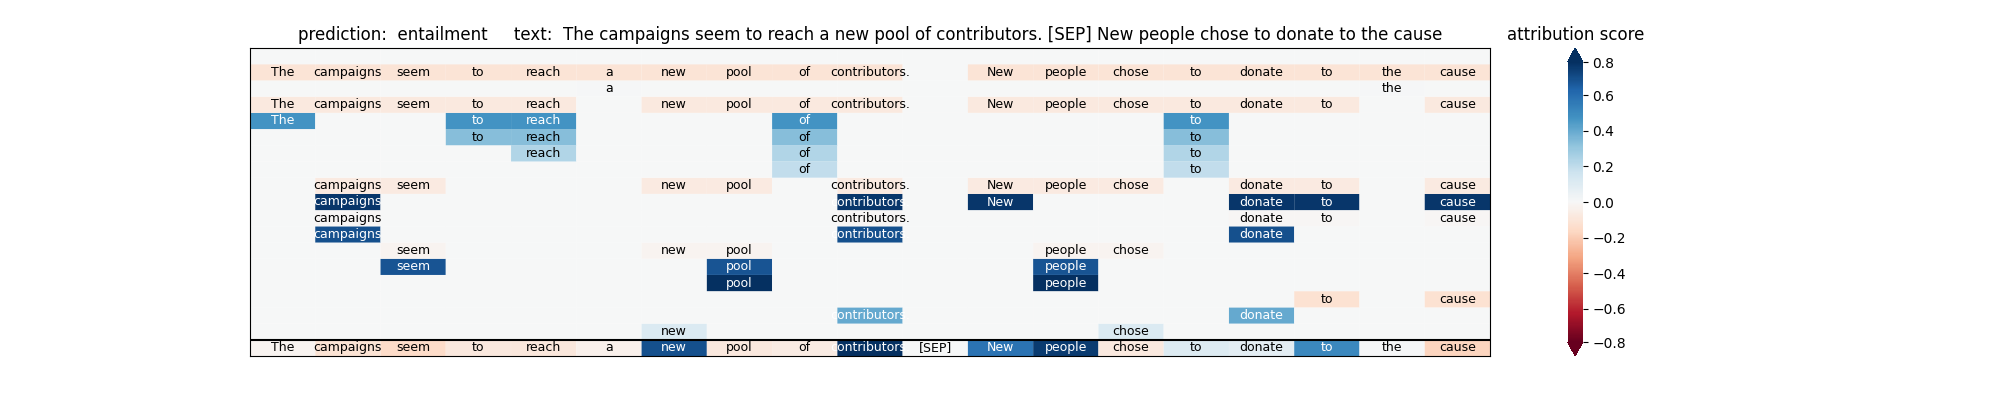 prediction:  entailment     text:  The campaigns seem to reach a new pool of contributors. [SEP] New people chose to donate to the cause     attribution score
The campaigns seem to reach a new pool of contributors. New people chose to donate to the cause
a the
The campaigns seem to reach new pool of contributors. New people chose to donate to cause
The to reach of to
to reach of to
reach of to
of to
campaigns seem new pool contributors. New people chose donate to cause
campaigns ontributors New donate to cause
campaigns contributors. donate to cause
campaigns ontributors donate
seem new pool people chose
seem pool people
pool people
to cause
ontributors donate
new chose
The campaigns seem to reach a new pool of ontributors [SEP] New people chose to donate to the cause
0.8
0.6
0.4
0.2
0.0
−0.2
−0.4
−0.6
−0.8